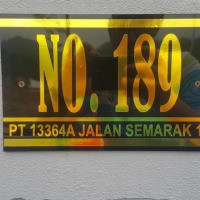 NO. 189
PT 13364A JALAN SEMARAK 1